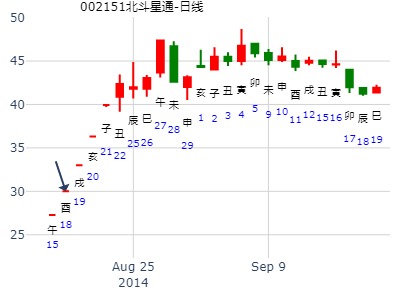 002151北斗星通-日线
50
45
40
35
30
25
午 酉 戌 亥 子 丑 辰 巳 午 未 申 亥 子 丑 寅 卯 未 申 酉 戌 丑 寅 卯 辰 巳
15 18 19 20 21 22 25 26 27 28 29 1 2 3 4 5 9 10 11 12 15 16 17 18 19
Aug 25
2014
Sep 9